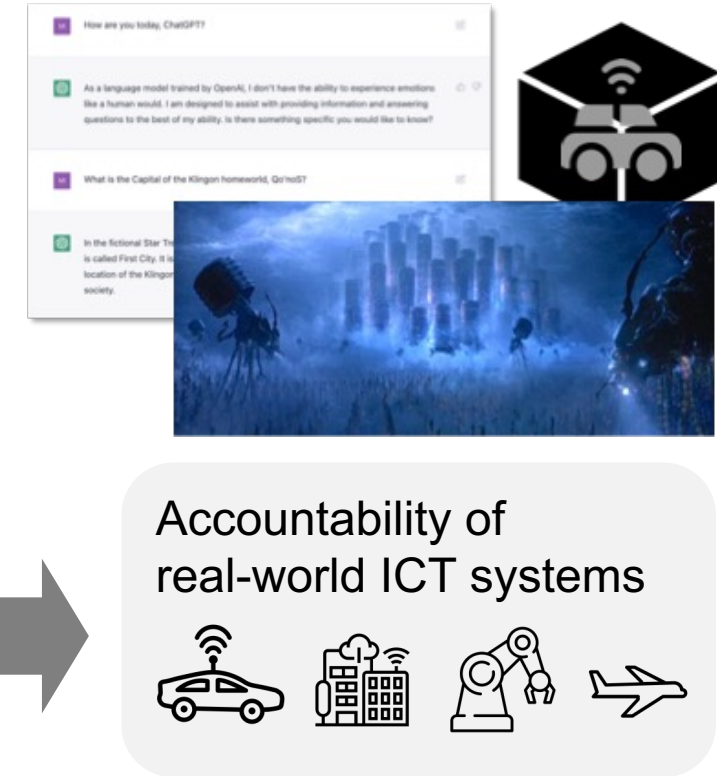 How are you today, ChatGPT?
As a language model trained by OpenAI, I don't have the ability to experience emotions
like a human would. I am designed to assist with providing information and answering
questions to the best of my ability. Is there something specific you would like to know?
What is the Capital of the Klingon homeworld, Qo'noS?
In the fictional Star Tre
is called First City. It is
location of the Klingon
society.
Accountability of
real-world ICT systems